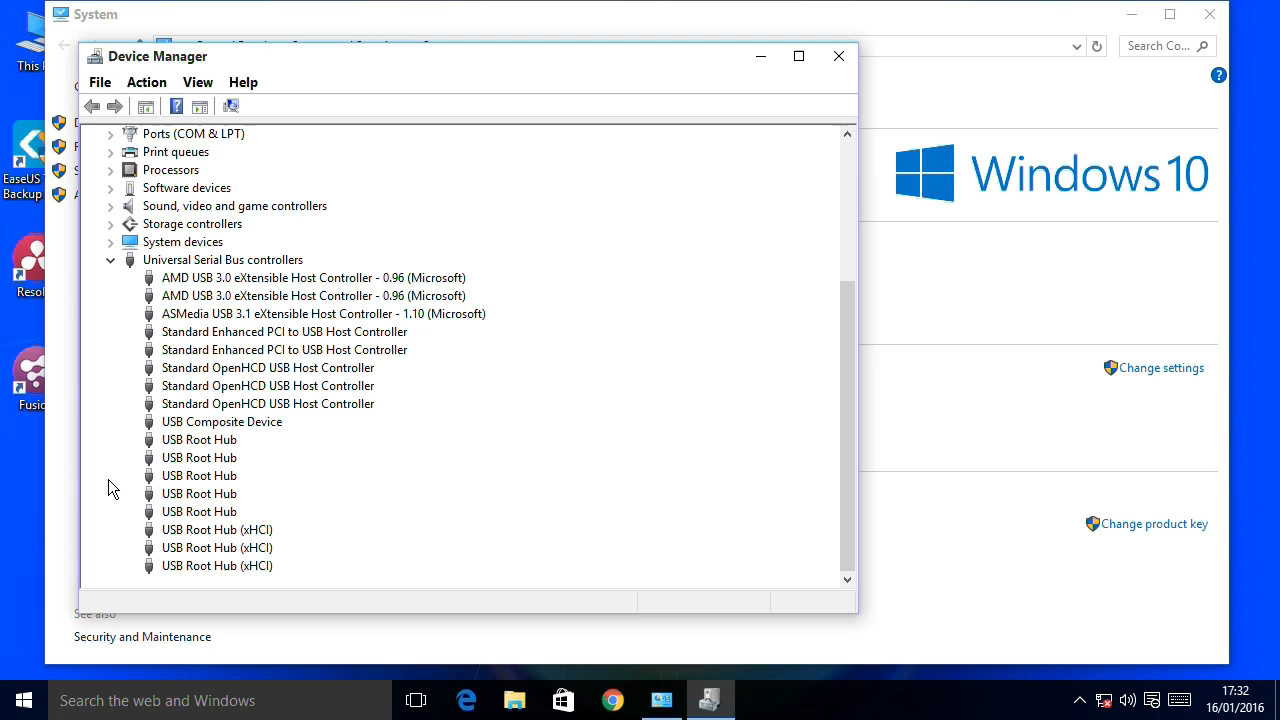 System
Search Co...
Device Manager
File Action View Help
Ports (COM & LPT)
Print queues
Processors
Software devices
Sound, video and game controllers
Storage controllers
System devices
Universal Serial Bus controllers
AMD USB 3.0 eXtensible Host Controller - 0.96 (Microsoft)
AMD USB 3.0 eXtensible Host Controller - 0.96 (Microsoft)
ASMedia USB 3.1 eXtensible Host Controller - 1.10 (Microsoft)
Standard Enhanced PCI to USB Host Controller
Standard Enhanced PCI to USB Host Controller
Standard OpenHCD USB Host Controller
Standard OpenHCD USB Host Controller
Standard OpenHCD USB Host Controller
USB Composite Device
USB Root Hub
USB Root Hub
USB Root Hub
USB Root Hub
USB Root Hub
USB Root Hub (xHCI)
USB Root Hub (xHCI)
USB Root Hub (xHCI)
Windows 10
Change settings
Change product key
See also
Security and Maintenance
This
EaseUS
Backup
Resol
Fusio
Search the web and Windows
17:32
16/01/2016